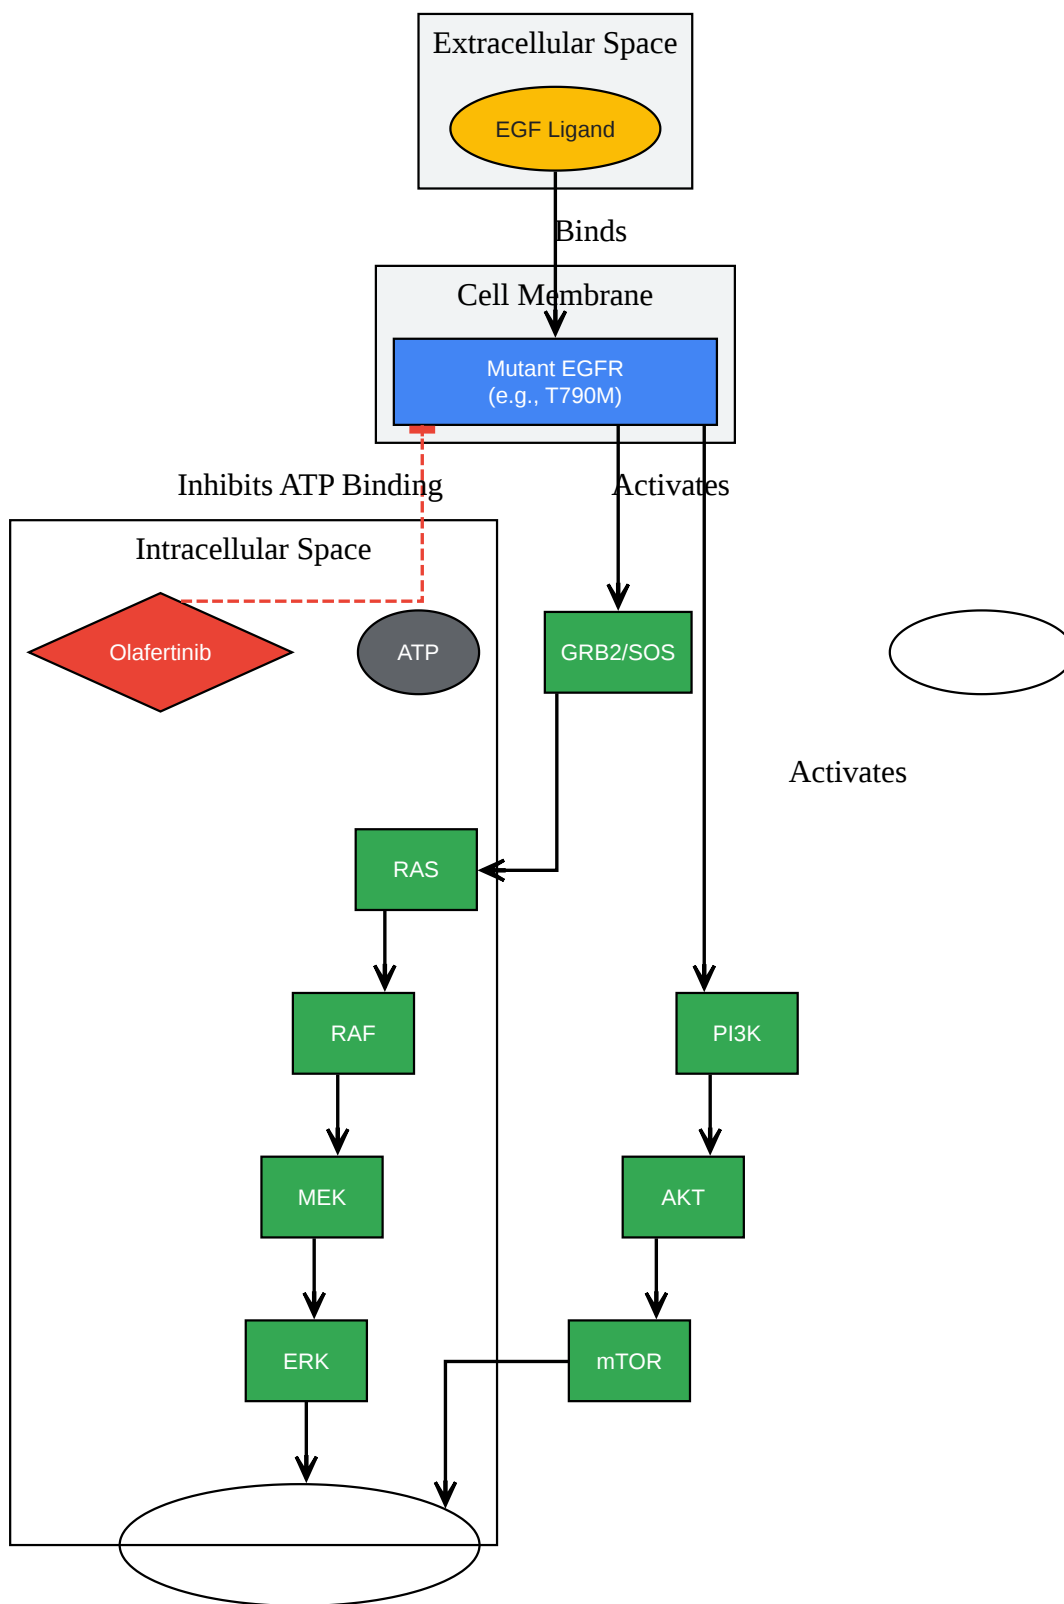 Extracellular Space
EGF Ligand
Binds
Cell Membrane
Mutant EGFR
(e.g., T790M)
Inhibits ATP Binding
Activates
Intracellular Space
Olafertinib
ATP
GRB2/SOS
Activates
RAS
RAF
PI3K
MEK
AKT
ERK
mTOR